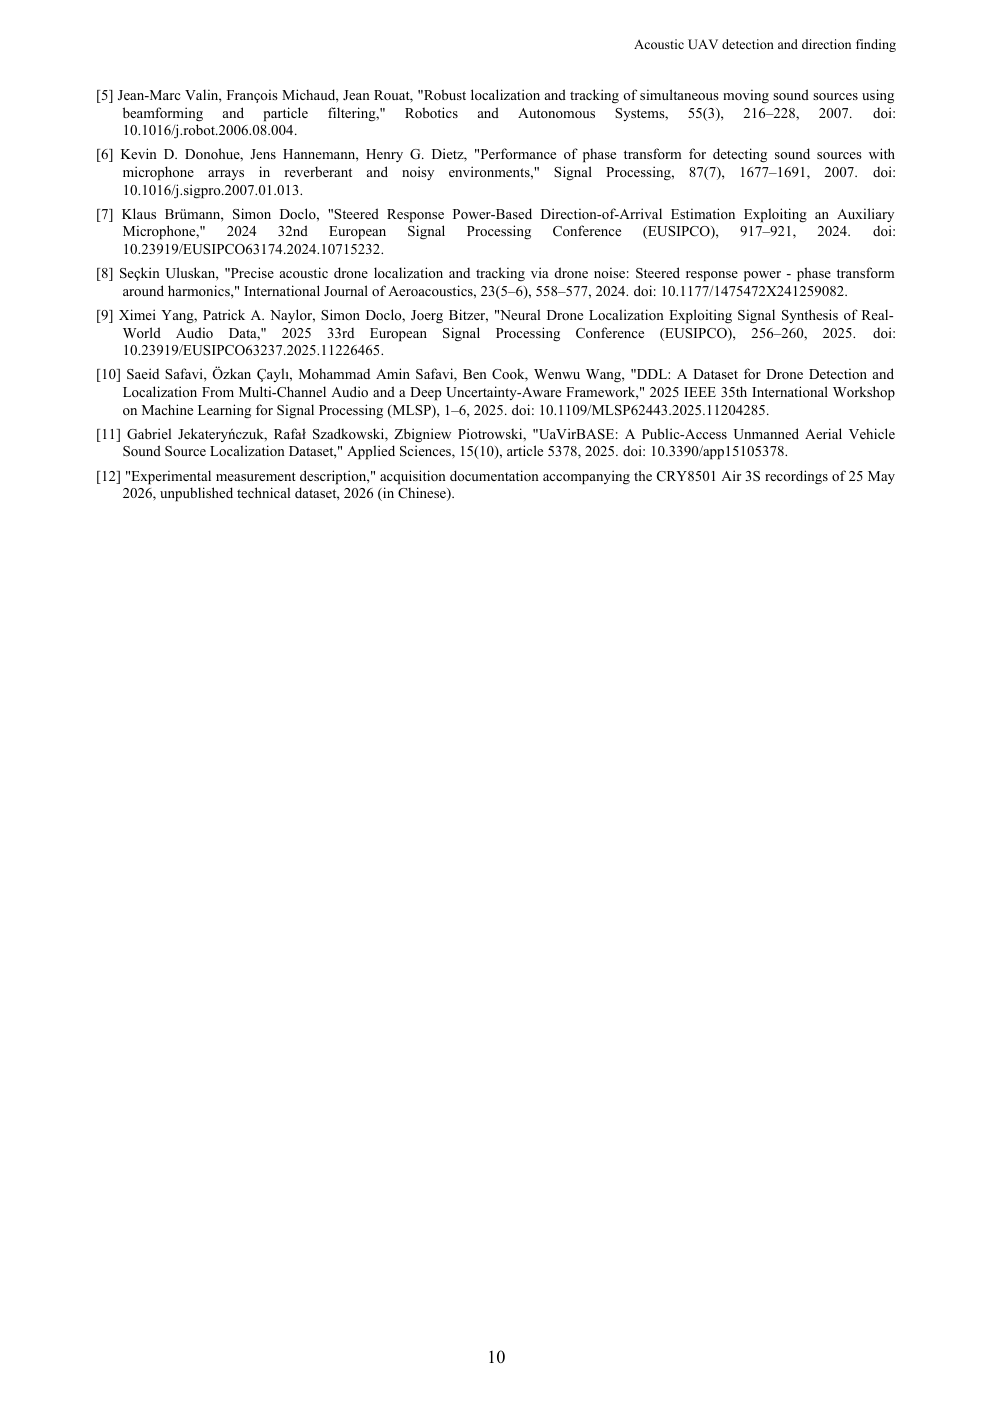 Acoustic UAV detection and direction finding
[5] Jean-Marc Valin, François Michaud, Jean Rouat, "Robust localization and tracking of simultaneous moving sound sources using
beamforming and particle filtering," Robotics and Autonomous Systems, 55(3), 216–228, 2007. doi:
10.1016/j.robot.2006.08.004.
[6] Kevin D. Donohue, Jens Hannemann, Henry G. Dietz, "Performance of phase transform for detecting sound sources with
microphone arrays in reverberant and noisy environments," Signal Processing, 87(7), 1677–1691, 2007. doi:
10.1016/j.sigpro.2007.01.013.
[7] Klaus Brümann, Simon Doclo, "Steered Response Power-Based Direction-of-Arrival Estimation Exploiting an Auxiliary
Microphone," 2024 32nd European Signal Processing Conference (EUSIPCO), 917–921, 2024. doi:
10.23919/EUSIPCO63174.2024.10715232.
[8] Seçkin Uluskan, "Precise acoustic drone localization and tracking via drone noise: Steered response power - phase transform
around harmonics," International Journal of Aeroacoustics, 23(5–6), 558–577, 2024. doi: 10.1177/1475472X241259082.
[9] Ximei Yang, Patrick A. Naylor, Simon Doclo, Joerg Bitzer, "Neural Drone Localization Exploiting Signal Synthesis of Real-
World Audio Data," 2025 33rd European Signal Processing Conference (EUSIPCO), 256–260, 2025. doi:
10.23919/EUSIPCO63237.2025.11226465.
[10] Saeid Safavi, Özkan Çaylı, Mohammad Amin Safavi, Ben Cook, Wenwu Wang, "DDL: A Dataset for Drone Detection and
Localization From Multi-Channel Audio and a Deep Uncertainty-Aware Framework," 2025 IEEE 35th International Workshop
on Machine Learning for Signal Processing (MLSP), 1–6, 2025. doi: 10.1109/MLSP62443.2025.11204285.
[11] Gabriel Jekateryńczuk, Rafał Szadkowski, Zbigniew Piotrowski, "UaVirBASE: A Public-Access Unmanned Aerial Vehicle
Sound Source Localization Dataset," Applied Sciences, 15(10), article 5378, 2025. doi: 10.3390/app15105378.
[12] "Experimental measurement description," acquisition documentation accompanying the CRY8501 Air 3S recordings of 25 May
2026, unpublished technical dataset, 2026 (in Chinese).
10